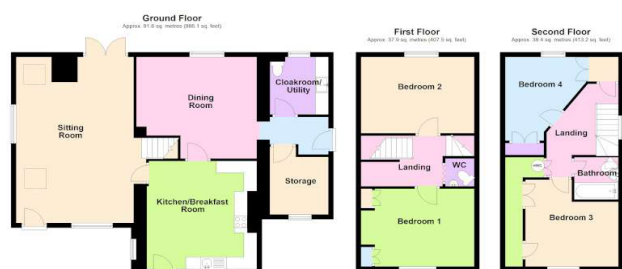 Ground Floor
Approx. 91.6 sq. metres (986.1 sq. feet)
Sitting
Room
Dining
Room
Cloakroom/
Utility
Storage
Kitchen/Breakfast
Room
First Floor
Approx. 37.9 sq. metres (407.5 sq. feet)
Bedroom 2
Landing
WC
Bedroom 1
Second Floor
Approx. 38.4 sq. metres (413.2 sq. feet)
Bedroom 4
Landing
Bathroom
Bedroom 3